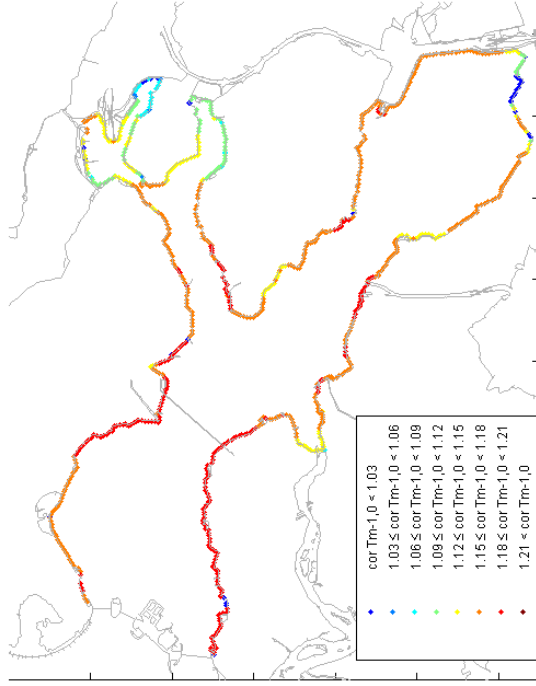 cor Tm-1,0 < 1.03
1.03 ≤ cor Tm-1,0 < 1.06
1.06 ≤ cor Tm-1,0 < 1.09
1.09 ≤ cor Tm-1,0 < 1.12
1.12 ≤ cor Tm-1,0 < 1.15
1.15 ≤ cor Tm-1,0 < 1.18
1.18 ≤ cor Tm-1,0 < 1.21
1.21 < cor Tm-1,0